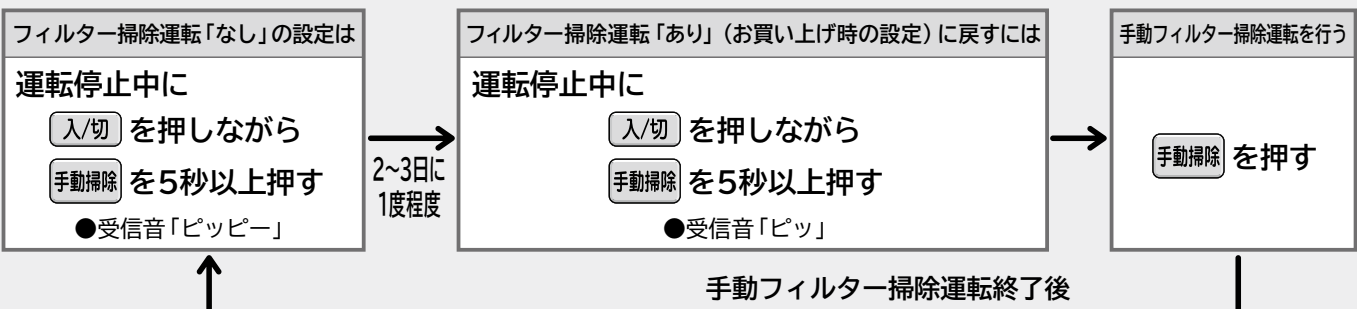 フィルター掃除運転「なし」の設定は
運転停止中に
入/切 を押しながら
手動掃除 を5秒以上押す
●受信音「ピッピー」
2~3日に
1度程度
フィルター掃除運転「あり」(お買い上げ時の設定)に戻すには
運転停止中に
入/切 を押しながら
手動掃除 を5秒以上押す
●受信音「ピッ」
手動フィルター掃除運転を行う
手動掃除 を押す
手動フィルター掃除運転終了後